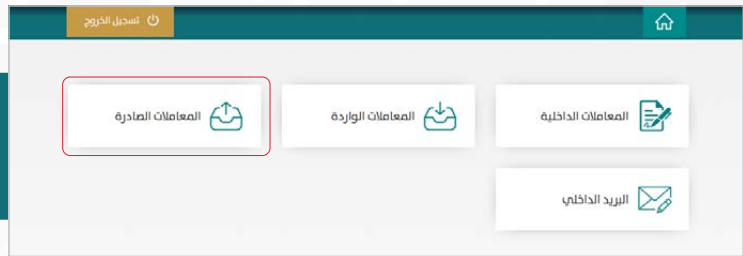 تسجيل الخروج
المعاملات الداخلية
المعاملات الواردة
المعاملات الصادرة
البريد الداخلي